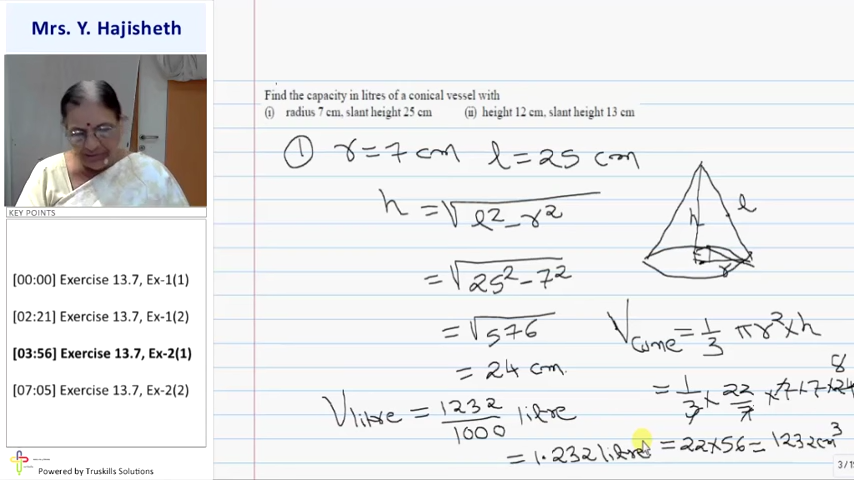 Mrs. Y. Hajisheth
KEY POINTS
[00:00] Exercise 13.7, Ex-1(1)
[02:21] Exercise 13.7, Ex-1(2)
[03:56] Exercise 13.7, Ex-2(1)
[07:05] Exercise 13.7, Ex-2(2)
Powered by Truskills Solutions
Find the capacity in litres of a conical vessel with
(i) radius 7 cm, slant height 25 cm (ii) height 12 cm, slant height 13 cm
① r = 7 cm l = 25 cm
h = √l² - r²
= √25² - 7²
= √576
= 24 cm.
h l
r
V cone = 1/3 πr² × h
= 1/3 × 22/7 × 7 × 7 × 24 8
= 22 × 56 = 1232 cm³
V litre = 1232/1000 litre
= 1.232 litre